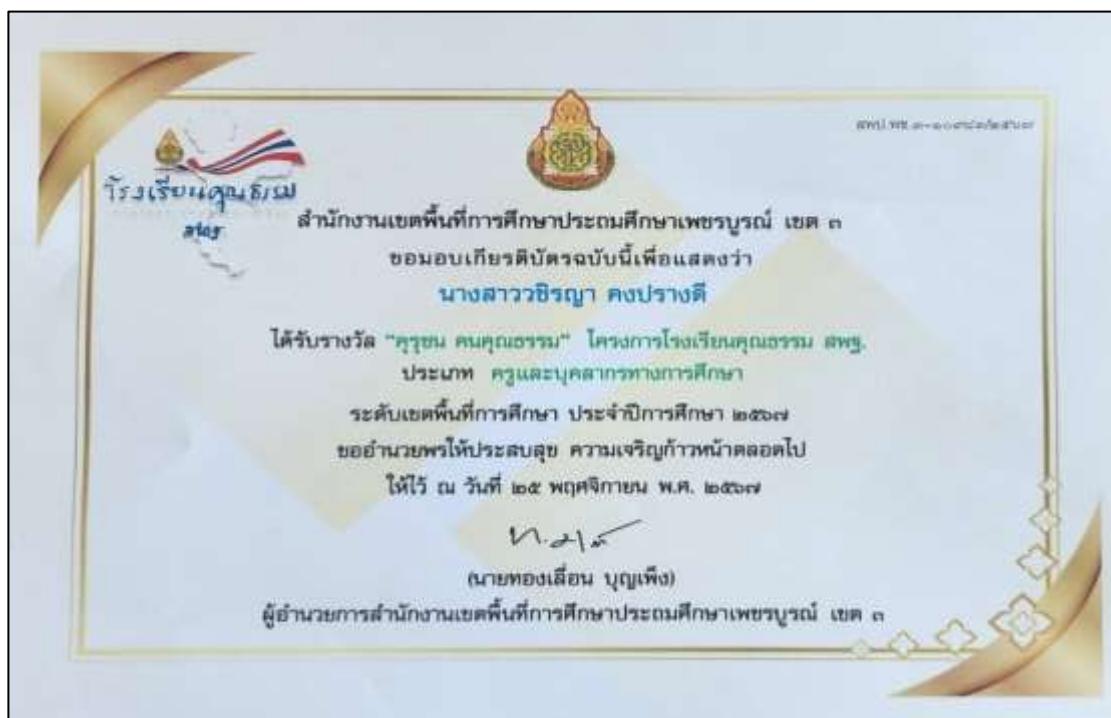 สพป.พช.๓-
โรงเรียนคุณธรรม
สพฐ.
สำนักงานเขตพื้นที่การศึกษาประถมศึกษาเพชรบูรณ์ เขต ๓
ขอมอบเกียรติบัตรฉบับนี้เพื่อแสดงว่า
นางสาววชิรญา คงปรางดี
ได้รับรางวัล "คุรุชน คนคุณธรรม" โครงการโรงเรียนคุณธรรม สพฐ.
ประเภท ครูและบุคลากรทางการศึกษา
ระดับเขตพื้นที่การศึกษา ประจำปีการศึกษา ๒๕๖๗
ขออำนวยพรให้ประสบสุข ความเจริญก้าวหน้าตลอดไป
ให้ไว้ ณ วันที่ ๒๕ พฤศจิกายน พ.ศ. ๒๕๖๗
(นายทองเลื่อน บุญเพ็ง)
ผู้อำนวยการสำนักงานเขตพื้นที่การศึกษาประถมศึกษาเพชรบูรณ์ เขต ๓